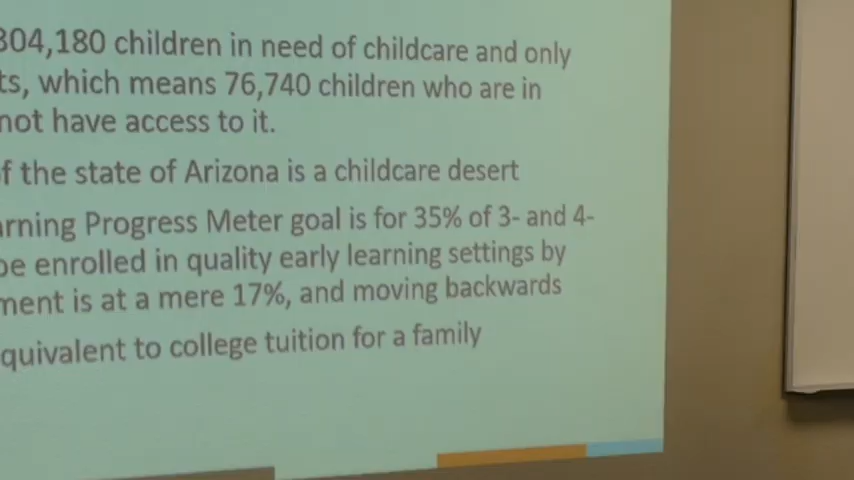 304,180 children in need of childcare and only
ts, which means 76,740 children who are in
not have access to it.
f the state of Arizona is a childcare desert
arning Progress Meter goal is for 35% of 3- and 4-
be enrolled in quality early learning settings by
ment is at a mere 17%, and moving backwards
quivalent to college tuition for a family